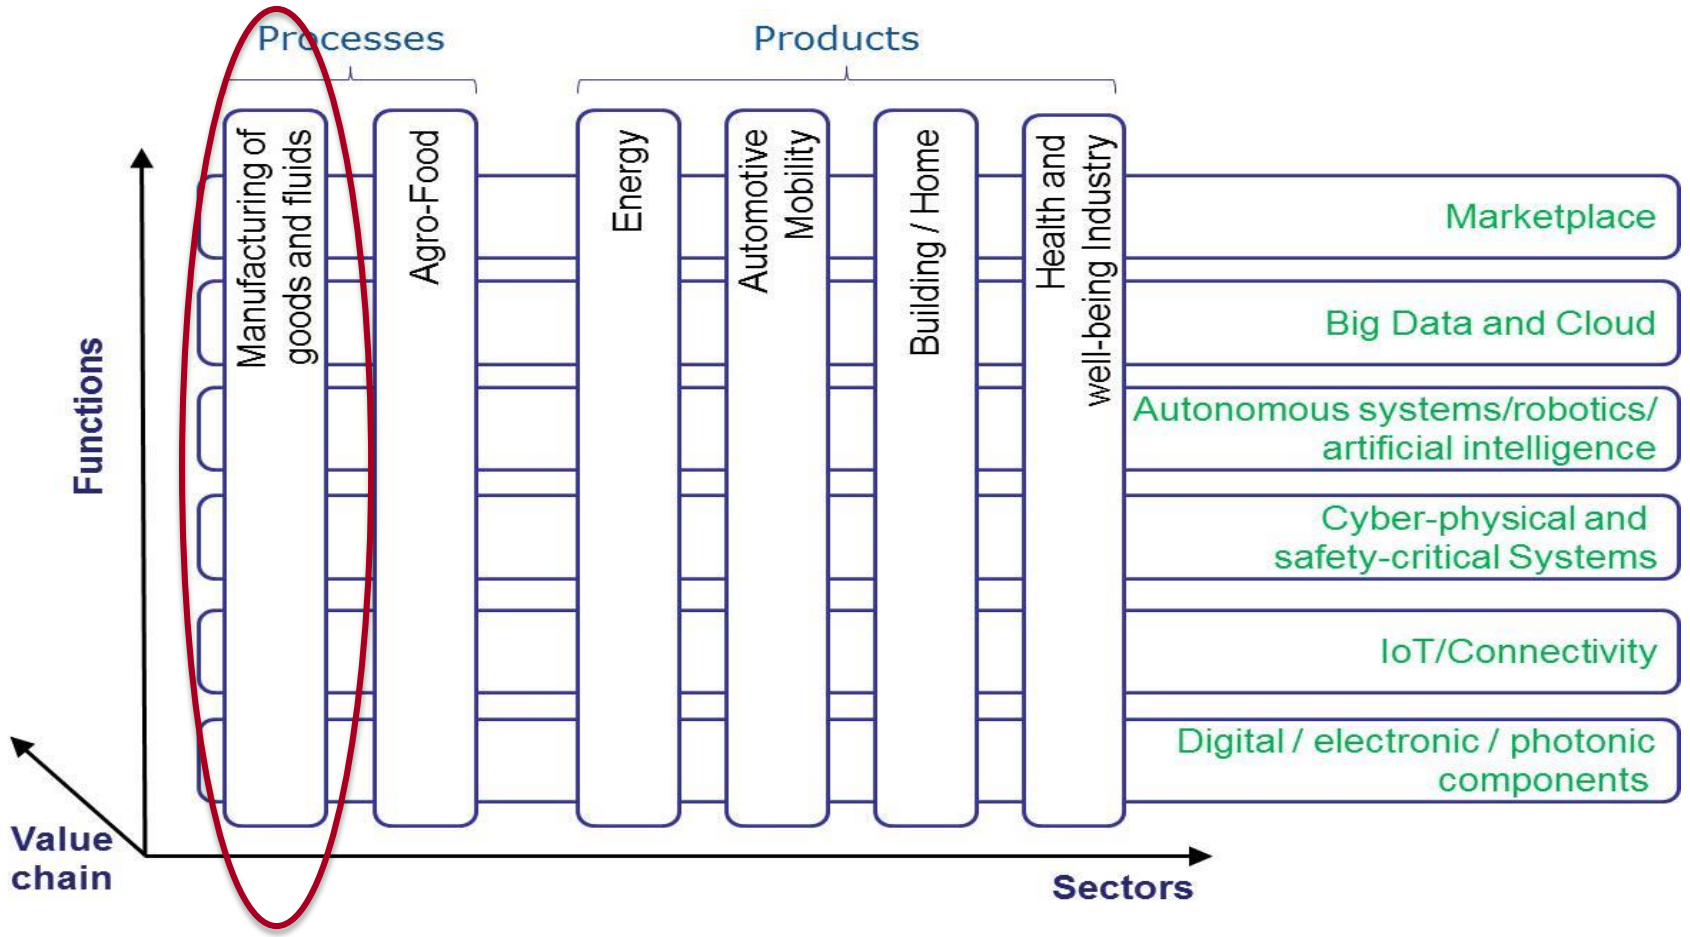 Processes
Products
Manufacturing of
goods and fluids
Agro-Food
Energy
Automotive
Mobility
Building / Home
Health and
well-being Industry
Functions
Marketplace
Big Data and Cloud
Autonomous systems/robotics/
artificial intelligence
Cyber-physical and
safety-critical Systems
IoT/Connectivity
Digital / electronic / photonic
components
Value
chain
Sectors